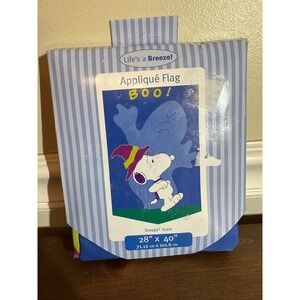 Life's a Breeze!
Appliqué Flag
BOO!
Snoopy® Scare
28" x 40"
71.12 cm x 101.6 cm